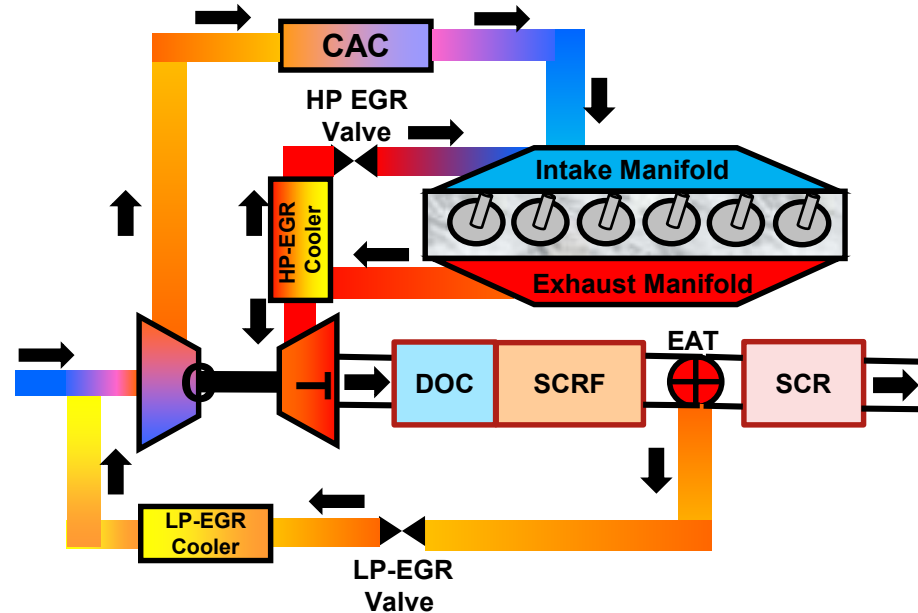 CAC
HP EGR
Valve
Intake Manifold
HP-EGR
Cooler
Exhaust Manifold
EAT
C
T
DOC
SCRF
SCR
LP-EGR
Cooler
LP-EGR
Valve